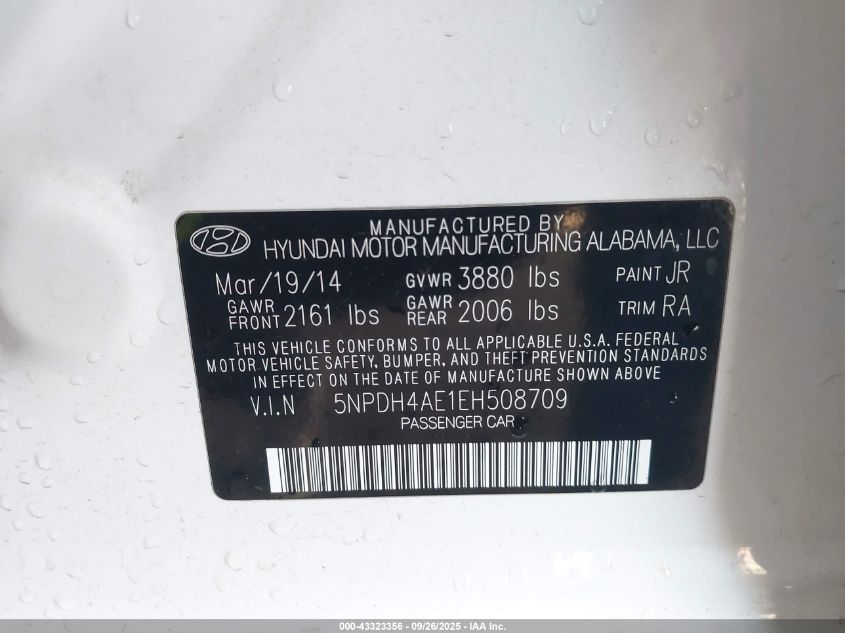 MANUFACTURED BY
HYUNDAI MOTOR MANUFACTURING ALABAMA, LLC
Mar/19/14 GVWR 3880 lbs PAINT JR
GAWR FRONT 2161 lbs GAWR REAR 2006 lbs TRIM RA
THIS VEHICLE CONFORMS TO ALL APPLICABLE U.S.A. FEDERAL
MOTOR VEHICLE SAFETY, BUMPER, AND THEFT PREVENTION STANDARDS
IN EFFECT ON THE DATE OF MANUFACTURE SHOWN ABOVE
V.I.N 5NPDH4AE1EH508709
PASSENGER CAR
000-43323356 - 09/26/2025 - IAA Inc.